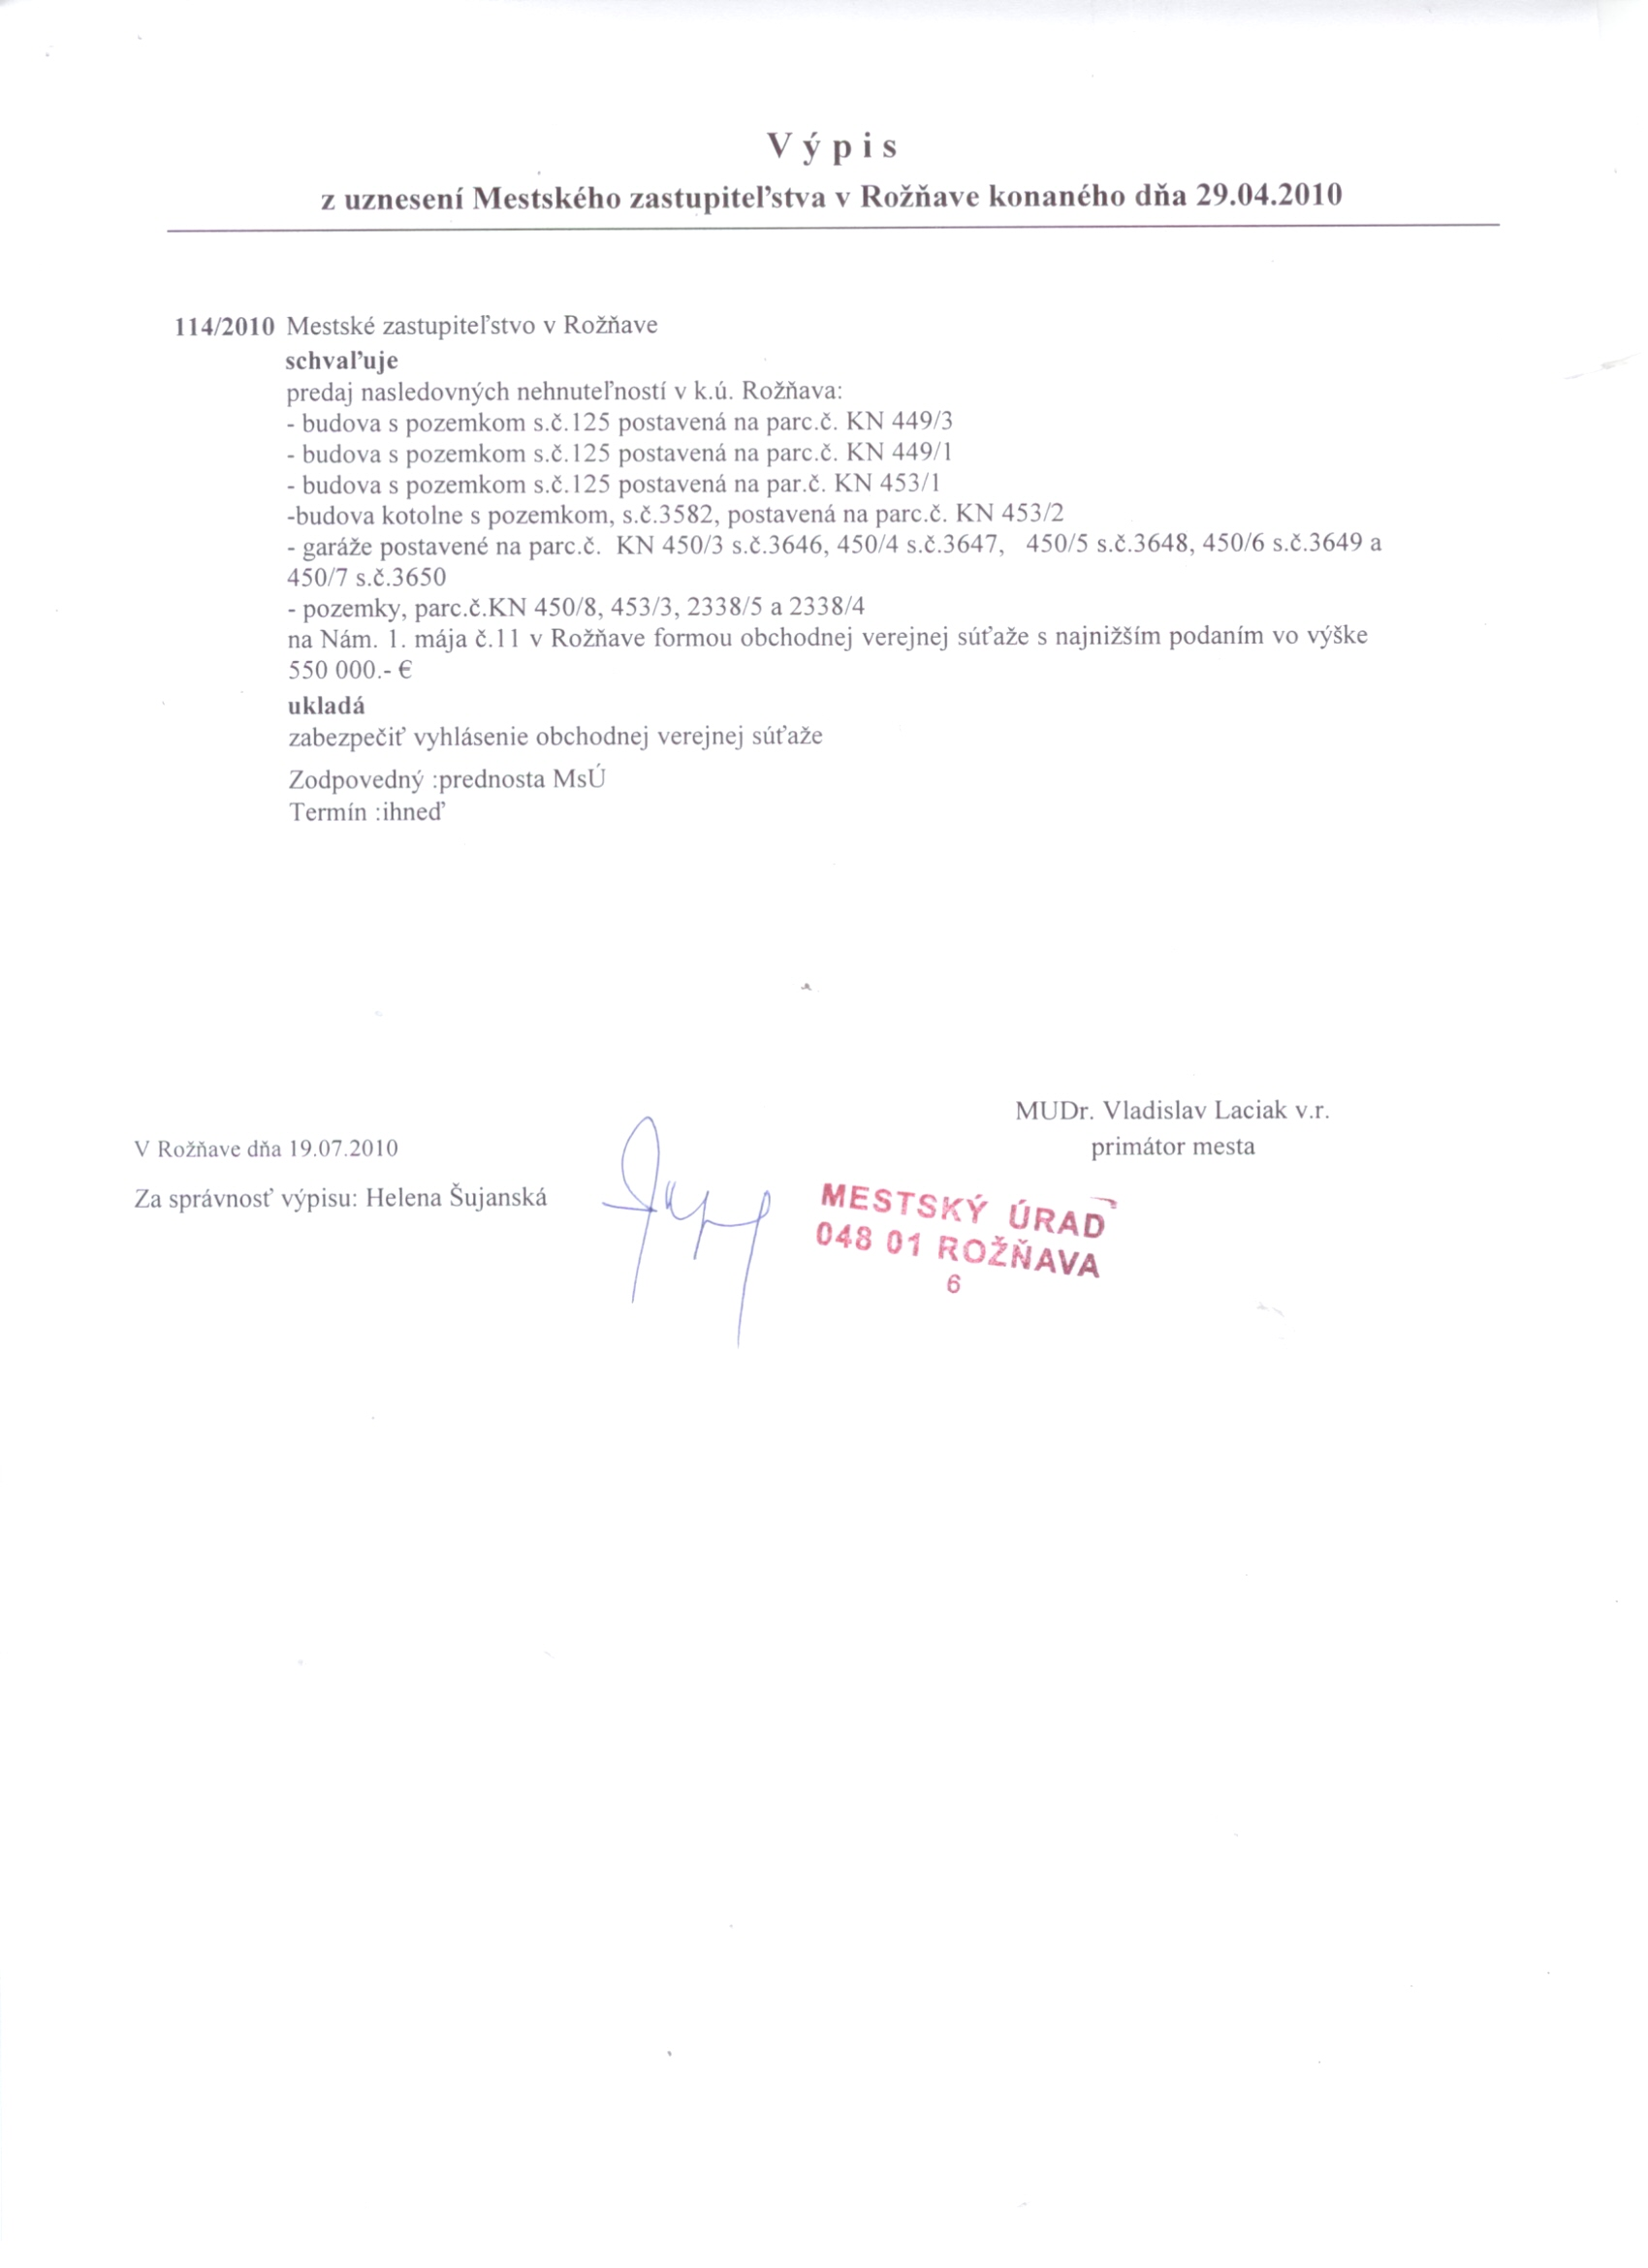 V ý p i s
z uznesení Mestského zastupiteľstva v Rožňave konaného dňa 29.04.2010
114/2010 Mestské zastupiteľstvo v Rožňave
schvaľuje
predaj nasledovných nehnuteľností v k.ú. Rožňava:
- budova s pozemkom s.č.125 postavená na parc.č. KN 449/3
- budova s pozemkom s.č.125 postavená na parc.č. KN 449/1
- budova s pozemkom s.č.125 postavená na par.č. KN 453/1
-budova kotolne s pozemkom, s.č.3582, postavená na parc.č. KN 453/2
- garáže postavené na parc.č. KN 450/3 s.č.3646, 450/4 s.č.3647, 450/5 s.č.3648, 450/6 s.č.3649 a
450/7 s.č.3650
- pozemky, parc.č.KN 450/8, 453/3, 2338/5 a 2338/4
na Nám. 1. mája č.11 v Rožňave formou obchodnej verejnej súťaže s najnižším podaním vo výške
550 000.- €
ukladá
zabezpečiť vyhlásenie obchodnej verejnej súťaže
Zodpovedný :prednosta MsÚ
Termín :ihneď
MUDr. Vladislav Laciak v.r.
primátor mesta
V Rožňave dňa 19.07.2010
Za správnosť výpisu: Helena Šujanská
MESTSKÝ ÚRAD
048 01 ROŽŇAVA
6